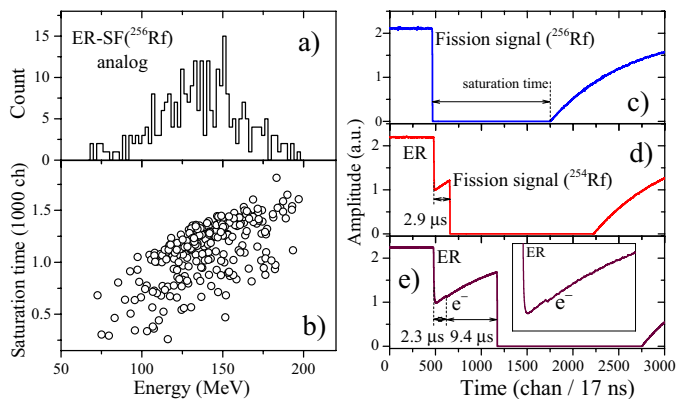 ER-SF(²⁵⁶Rf)
analog
a)
Count
15
10
5
0
b)
Saturation time (1000 ch)
1.5
1.0
0.5
50
100
150
200
Energy (MeV)
Amplitude (a.u.)
2
1
0
Fission signal (²⁵⁶Rf)
saturation time
c)
2
1
0
ER
d)
Fission signal (²⁵⁴Rf)
2.9 μs
2
1
0
e)
ER
e⁻
2.3 μs
9.4 μs
ER
e⁻
0
500
1000
1500
2000
2500
3000
Time (chan / 17 ns)